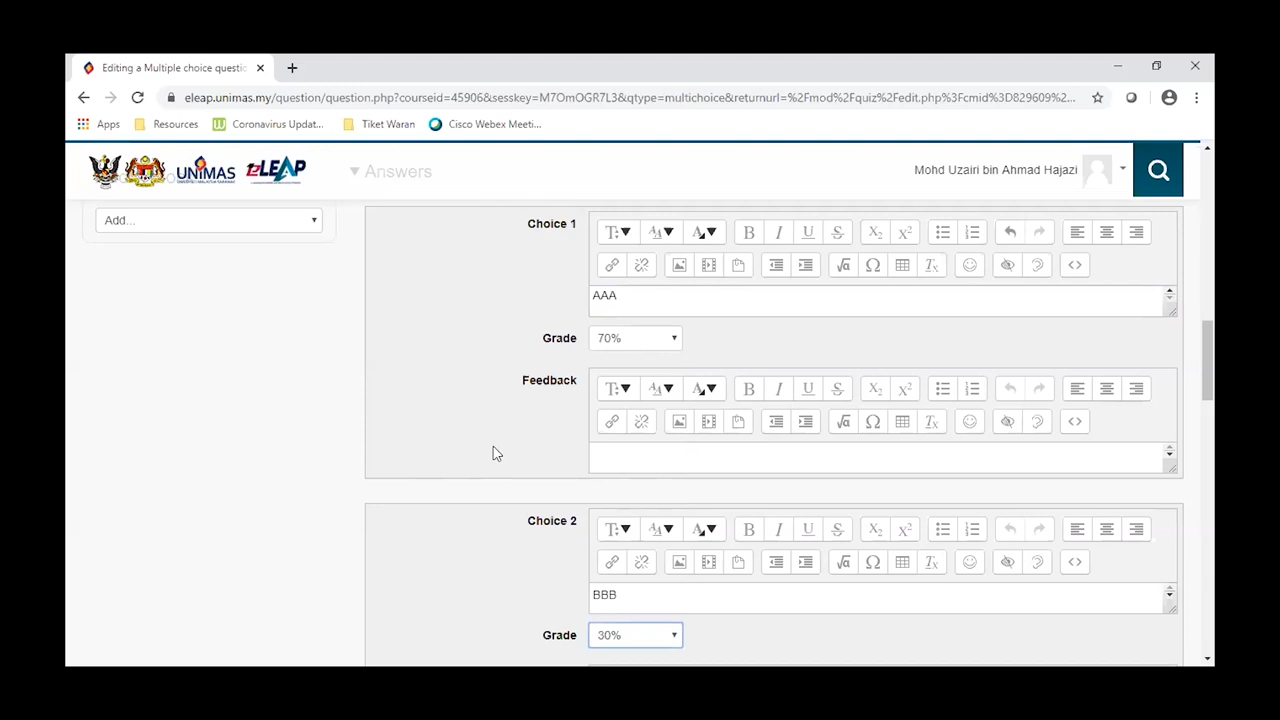 Editing a Multiple choice questic
eleap.unimas.my/question/question.php?courseid=45906&sesskey=M7OmOGR7L3&qtype=multichoice&returnurl=%2Fmod%2Fquiz%2Fedit.php%3Fcmid%3D829609%2...
Apps Resources Coronavirus Updat... Tiket Waran Cisco Webex Meeti...
UNIMAS eLEAP Answers Mohd Uzairi bin Ahmad Hajazi
Add...
Choice 1
AAA
Grade 70%
Feedback
Choice 2
BBB
Grade 30%